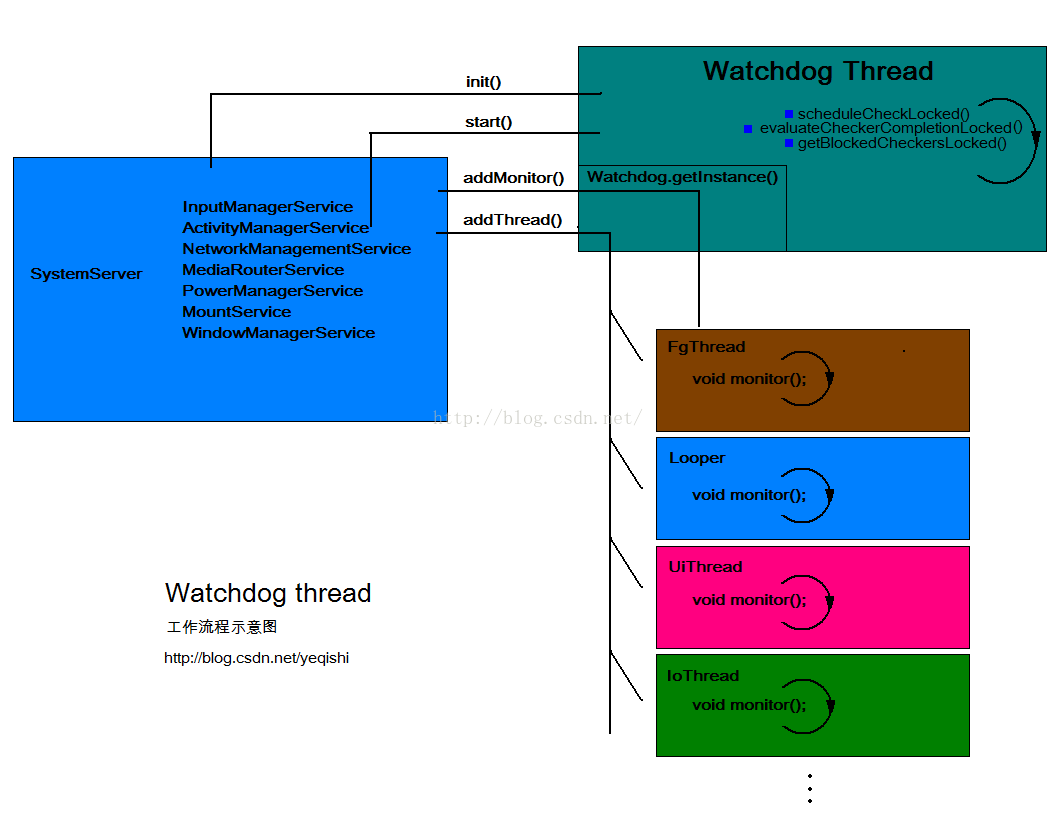 Watchdog Thread
init()
scheduleCheckLocked()
evaluateCheckerCompletionLocked()
start()
getBlockedCheckersLocked()
addMonitor()
Watchdog.getInstance()
addThread()
SystemServer
InputManagerService
ActivityManagerService
NetworkManagementService
MediaRouterService
PowerManagerService
MountService
WindowManagerService
FgThread
void monitor();
http://blog.csdn.net/
Looper
void monitor();
UiThread
void monitor();
IoThread
void monitor();
Watchdog thread
工作流程示意图
http://blog.csdn.net/yeqishi